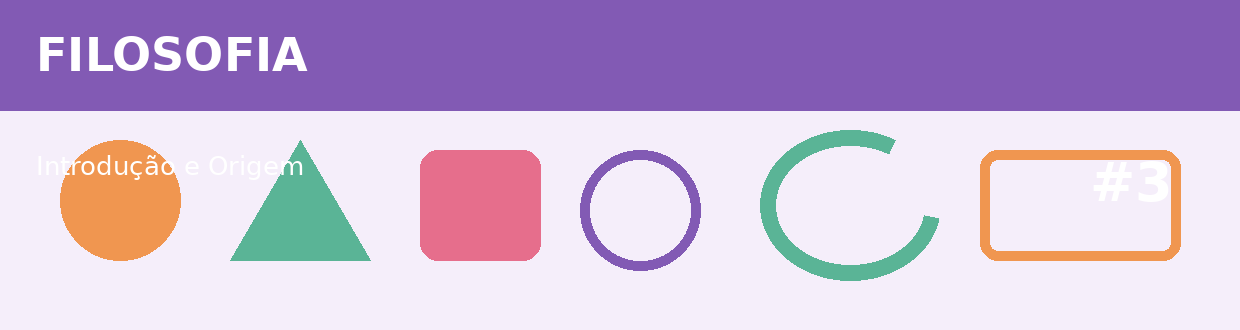 FILOSOFIA
Introdução e Origem
#3